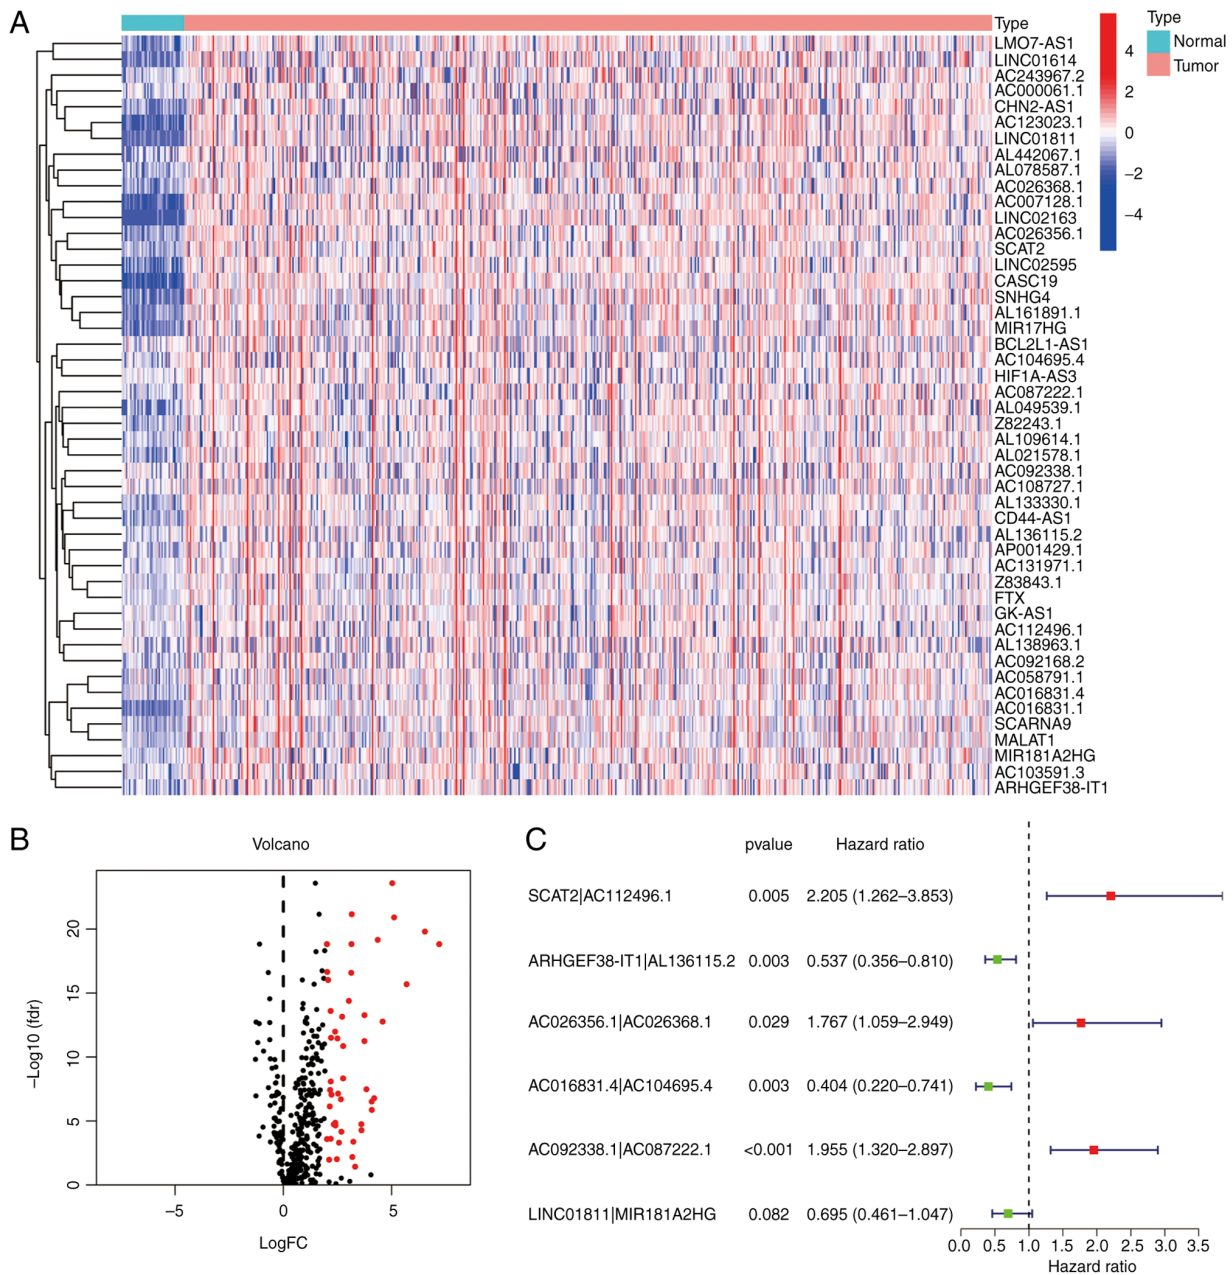 A
Type
LMO7-AS1
LINC01614
AC243967.2
AC000061.1
CHN2-AS1
AC123023.1
LINC01811
AL442067.1
AL078587.1
AC026368.1
AC007128.1
LINC02163
AC026356.1
SCAT2
LINC02595
CASC19
SNHG4
AL161891.1
MIR17HG
BCL2L1-AS1
AC104695.4
HIF1A-AS3
AC087222.1
AL049539.1
Z82243.1
AL109614.1
AL021578.1
AC092338.1
AC108727.1
AL133330.1
CD44-AS1
AL136115.2
AP001429.1
AC131971.1
Z83843.1
FTX
GK-AS1
AC112496.1
AL138963.1
AC092168.2
AC058791.1
AC016831.4
AC016831.1
SCARNA9
MALAT1
MIR181A2HG
AC103591.3
ARHGEF38-IT1
4
2
0
−2
−4
Type
Normal
Tumor
B
Volcano
−Log10 (fdr)
20
15
10
5
0
−5 0 5
LogFC
C
pvalue Hazard ratio
SCAT2|AC112496.1 0.005 2.205 (1.262–3.853)
ARHGEF38-IT1|AL136115.2 0.003 0.537 (0.356–0.810)
AC026356.1|AC026368.1 0.029 1.767 (1.059–2.949)
AC016831.4|AC104695.4 0.003 0.404 (0.220–0.741)
AC092338.1|AC087222.1 <0.001 1.955 (1.320–2.897)
LINC01811|MIR181A2HG 0.082 0.695 (0.461–1.047)
0.0 0.5 1.0 1.5 2.0 2.5 3.0 3.5
Hazard ratio